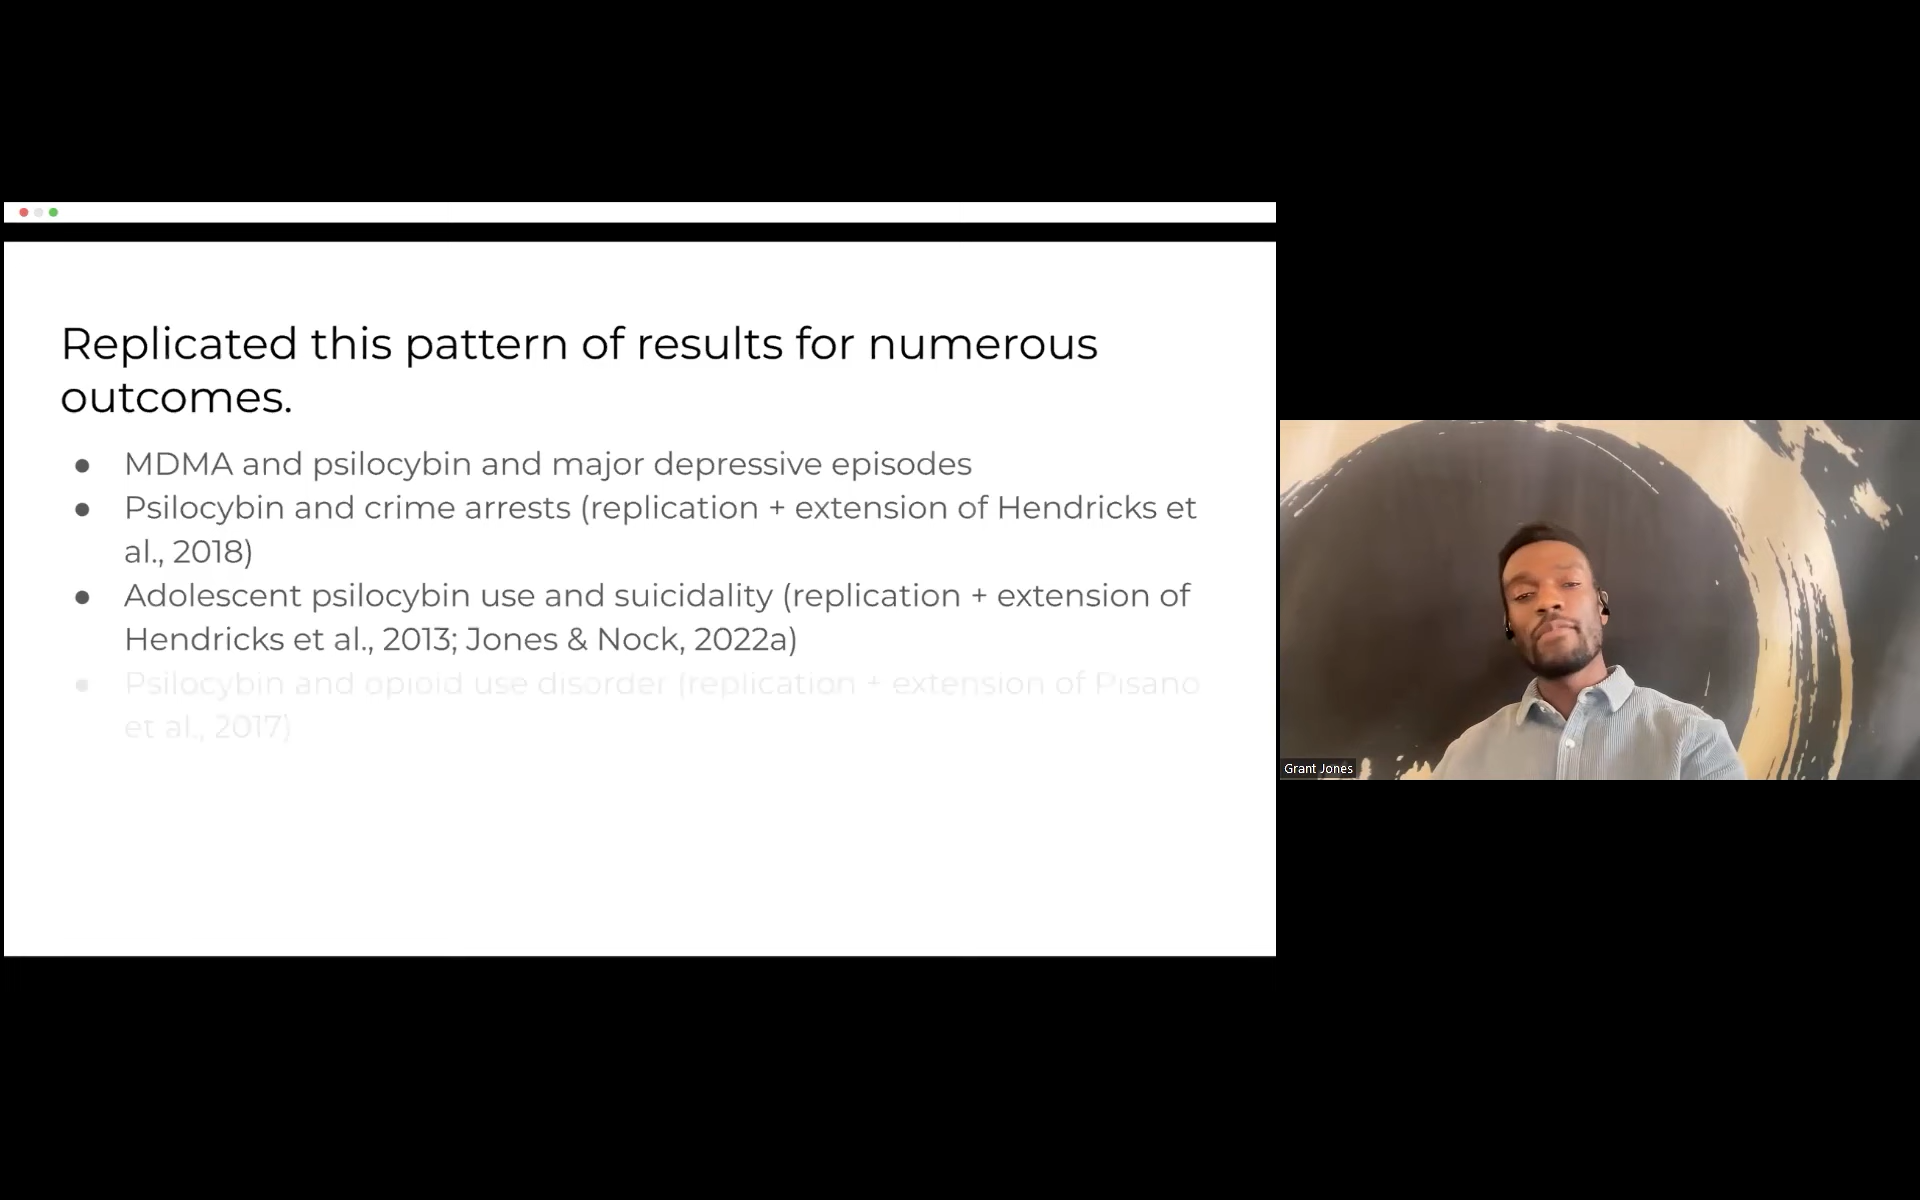 Replicated this pattern of results for numerous
outcomes.
● MDMA and psilocybin and major depressive episodes
● Psilocybin and crime arrests (replication + extension of Hendricks et
al., 2018)
● Adolescent psilocybin use and suicidality (replication + extension of
Hendricks et al., 2013; Jones & Nock, 2022a)
● Psilocybin and opioid use disorder (replication + extension of Pisano
et al., 2017)
Grant Jones